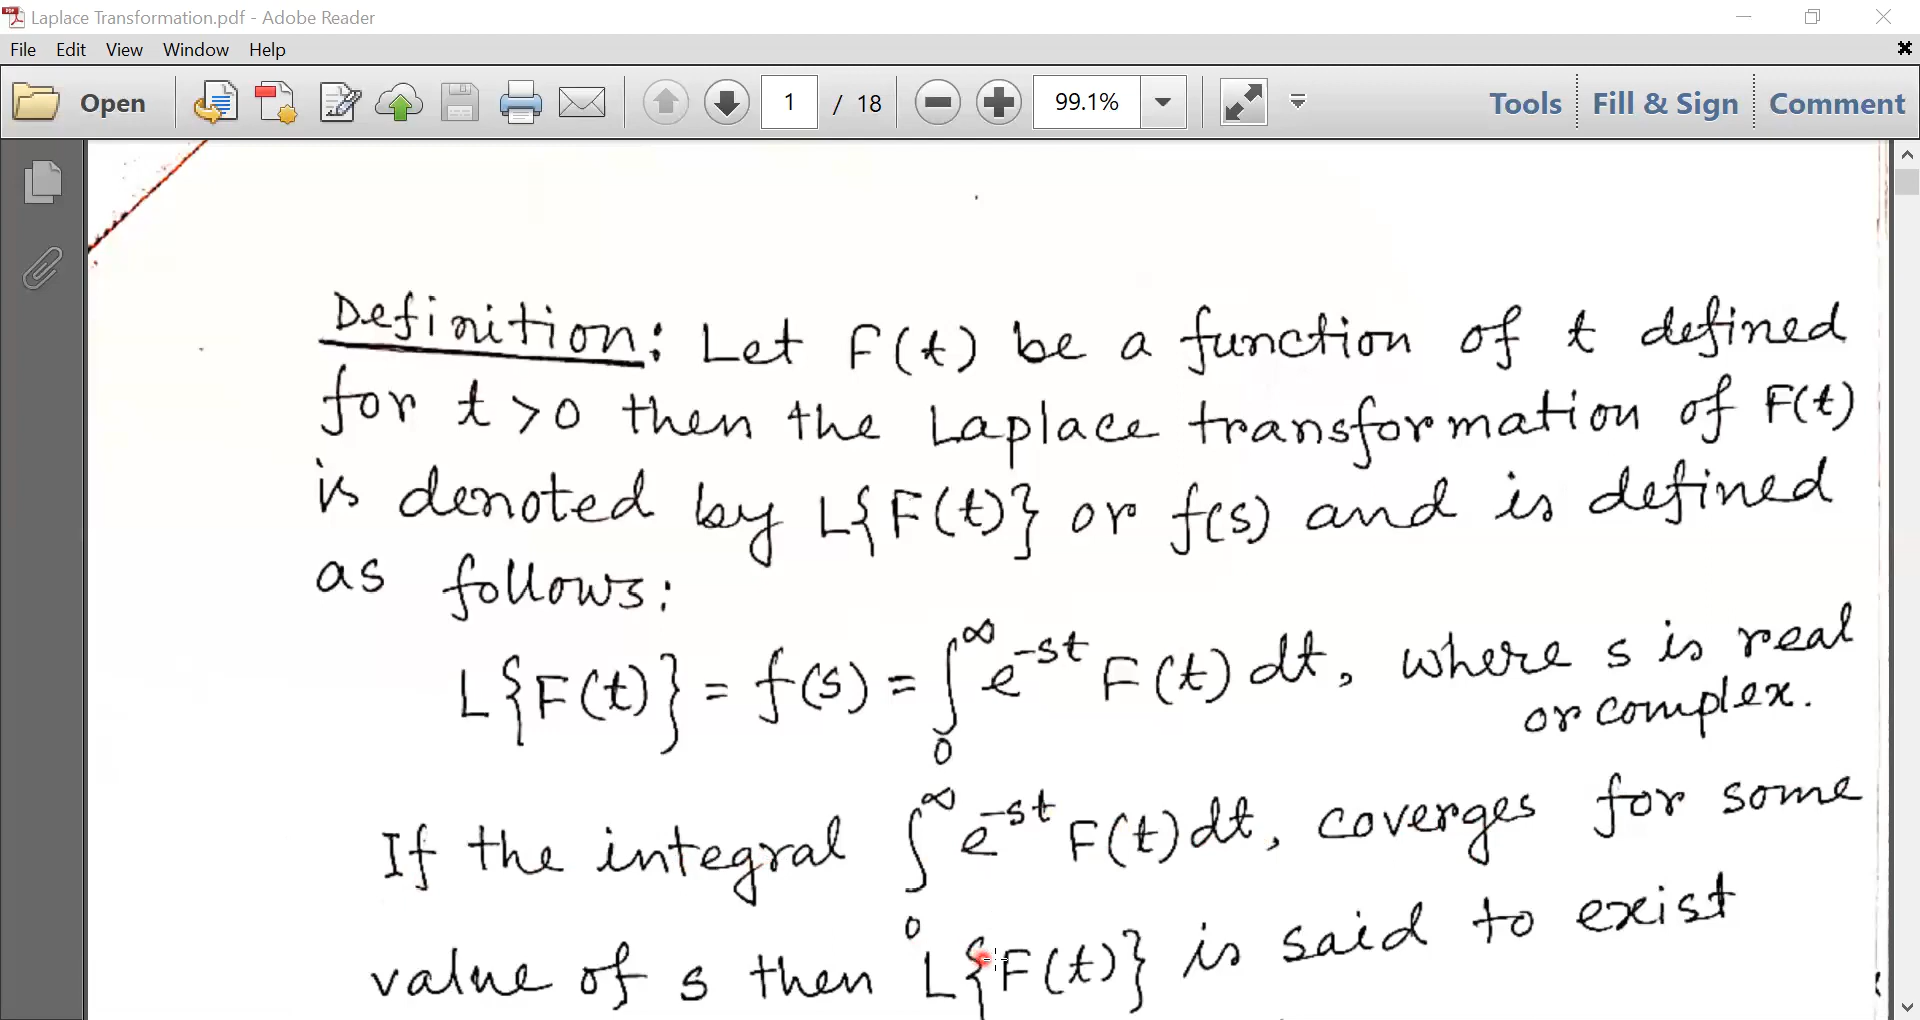 Laplace Transformation.pdf - Adobe Reader
File Edit View Window Help
Open 1 / 18 99.1% Tools Fill & Sign Comment
Definition: Let F(t) be a function of t defined
for t>0 then the Laplace transformation of F(t)
is denoted by L{F(t)} or f(s) and is defined
as follows:
L{F(t)} = f(s) = ∫₀^∞ e^{-st} F(t) dt, where s is real
or complex.
If the integral ∫₀^∞ e^{-st} F(t) dt, coverges for some
value of s then L{F(t)} is said to exist